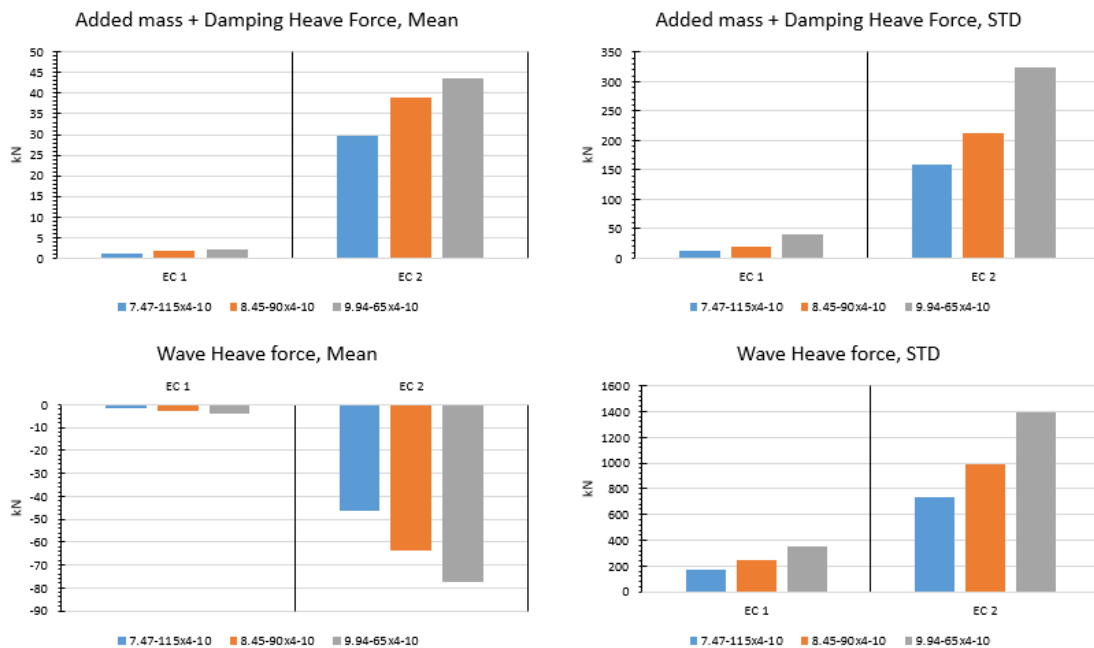 Added mass + Damping Heave Force, Mean
50
45
40
35
30
25
20
15
10
5
0
kN
EC 1
EC 2
7.47-115x4-10
8.45-90x4-10
9.94-65x4-10
Added mass + Damping Heave Force, STD
350
300
250
200
150
100
50
0
kN
EC 1
EC 2
7.47-115x4-10
8.45-90x4-10
9.94-65x4-10
Wave Heave force, Mean
EC 1
EC 2
0
-10
-20
-30
-40
-50
-60
-70
-80
-90
kN
7.47-115x4-10
8.45-90x4-10
9.94-65x4-10
Wave Heave force, STD
1600
1400
1200
1000
800
600
400
200
0
kN
EC 1
EC 2
7.47-115x4-10
8.45-90x4-10
9.94-65x4-10